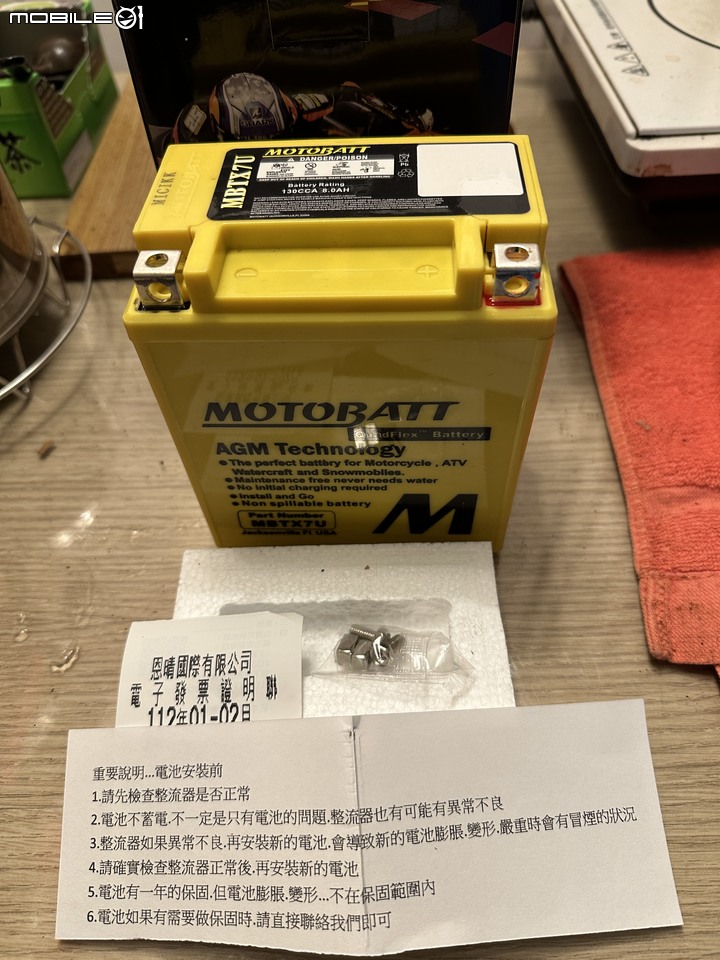 MOBILE01
茶
MICIKK
MBTX7U
MOTOBATT
DANGER/POISON
Pb
Battery Rating
130CCA 8.0AH
MOTOBATT
Battery
AGM Technology
The perfect battery for Motorcycle, ATV
Watercraft and Snowmobiles.
Maintenance free never needs water
No initial charging required
Install and Go
Non spillable battery
Part Number
MBTX7U
Jacksonville Fl USA
M
恩晴國際有限公司
電子發票證明聯
112年01-02月
重要說明...電池安裝前
1.請先檢查整流器是否正常
2.電池不蓄電.不一定是只有電池的問題.整流器也有可能有異常不良
3.整流器如果異常不良.再安裝新的電池.會導致新的電池膨脹.變形.嚴重時會有冒煙的狀況
4.請確實檢查整流器正常後.再安裝新的電池
5.電池有一年的保固.但電池膨脹.變形...不在保固範圍內
6.電池如果有需要做保固時.請直接聯絡我們即可